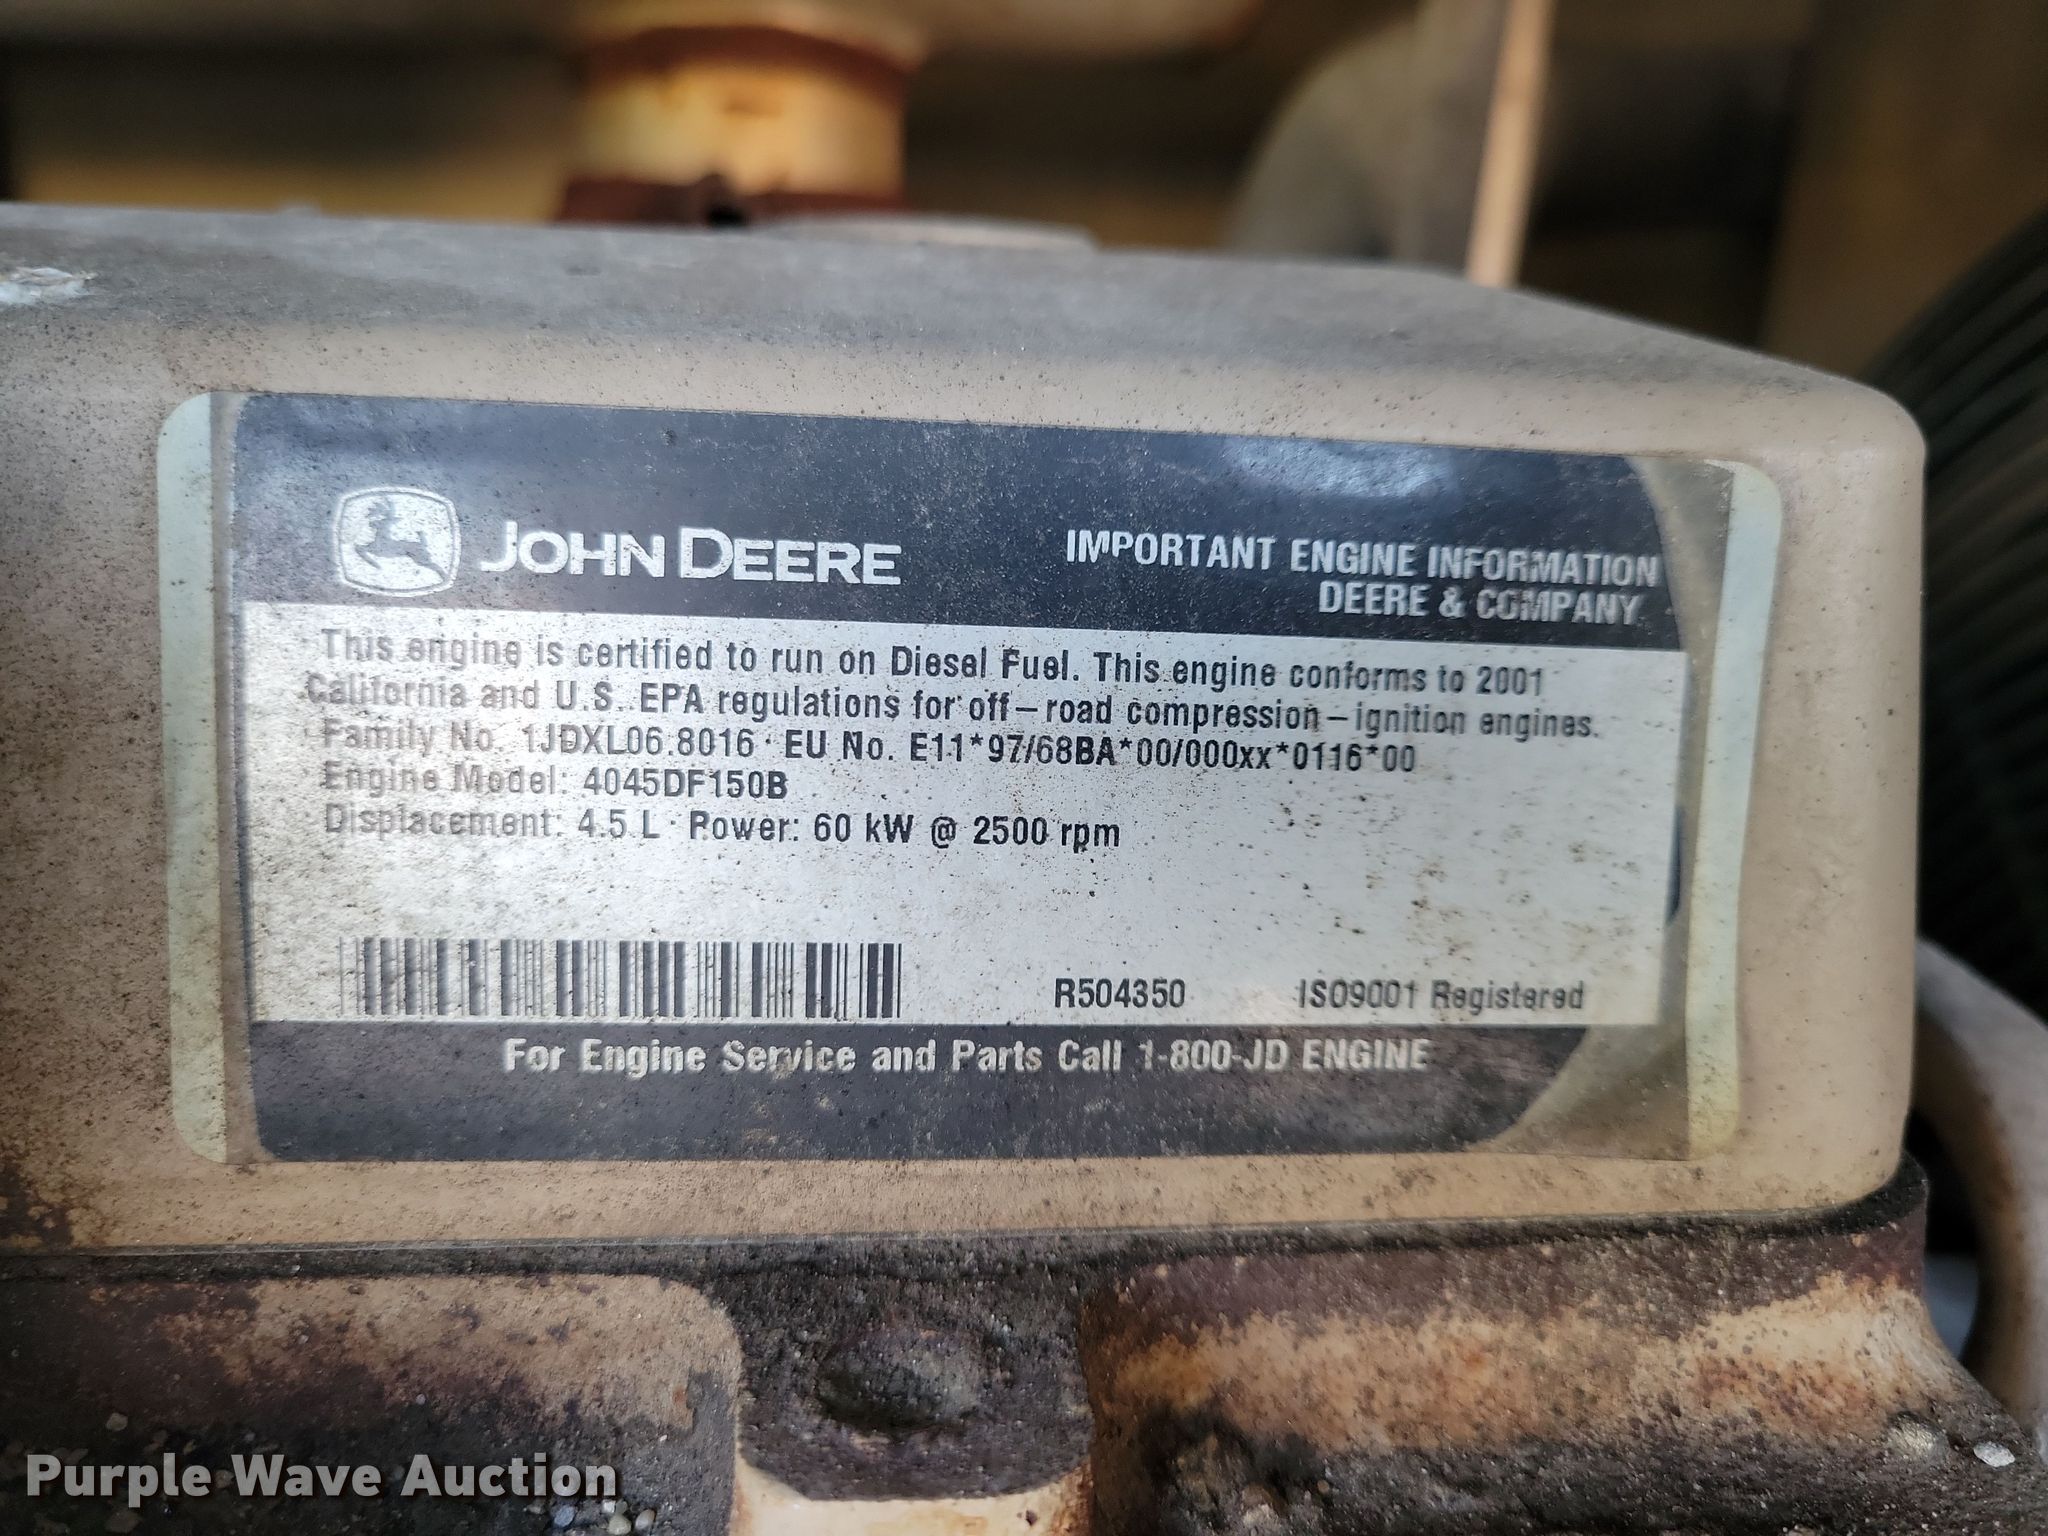 JOHN DEERE
IMPORTANT ENGINE INFORMATION
DEERE & COMPANY
This engine is certified to run on Diesel Fuel. This engine conforms to 2001
California and U.S. EPA regulations for off-road compression-ignition engines.
Family No. 1JDXL06.8016 · EU No. E11*97/68BA*00/000xx*0116*00
Engine Model: 4045DF150B
Displacement: 4.5 L · Power: 60 kW @ 2500 rpm
R504350 ISO9001 Registered
For Engine Service and Parts Call 1-800-JD ENGINE
Purple Wave Auction